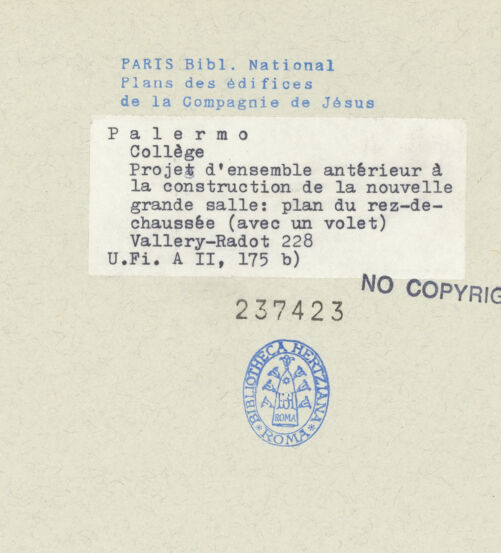 PARIS Bibl. National
Plans des édifices
de la Compagnie de Jésus
Palermo
Collège
Projet d'ensemble antérieur à
la construction de la nouvelle
grande salle: plan du rez-de-
chaussée (avec un volet)
Vallery-Radot 228
U.Fi. A II, 175 b)
NO COPYRIG
237423
BIBLIOTHECA HERTZIANA
ROMA
*ROMA*